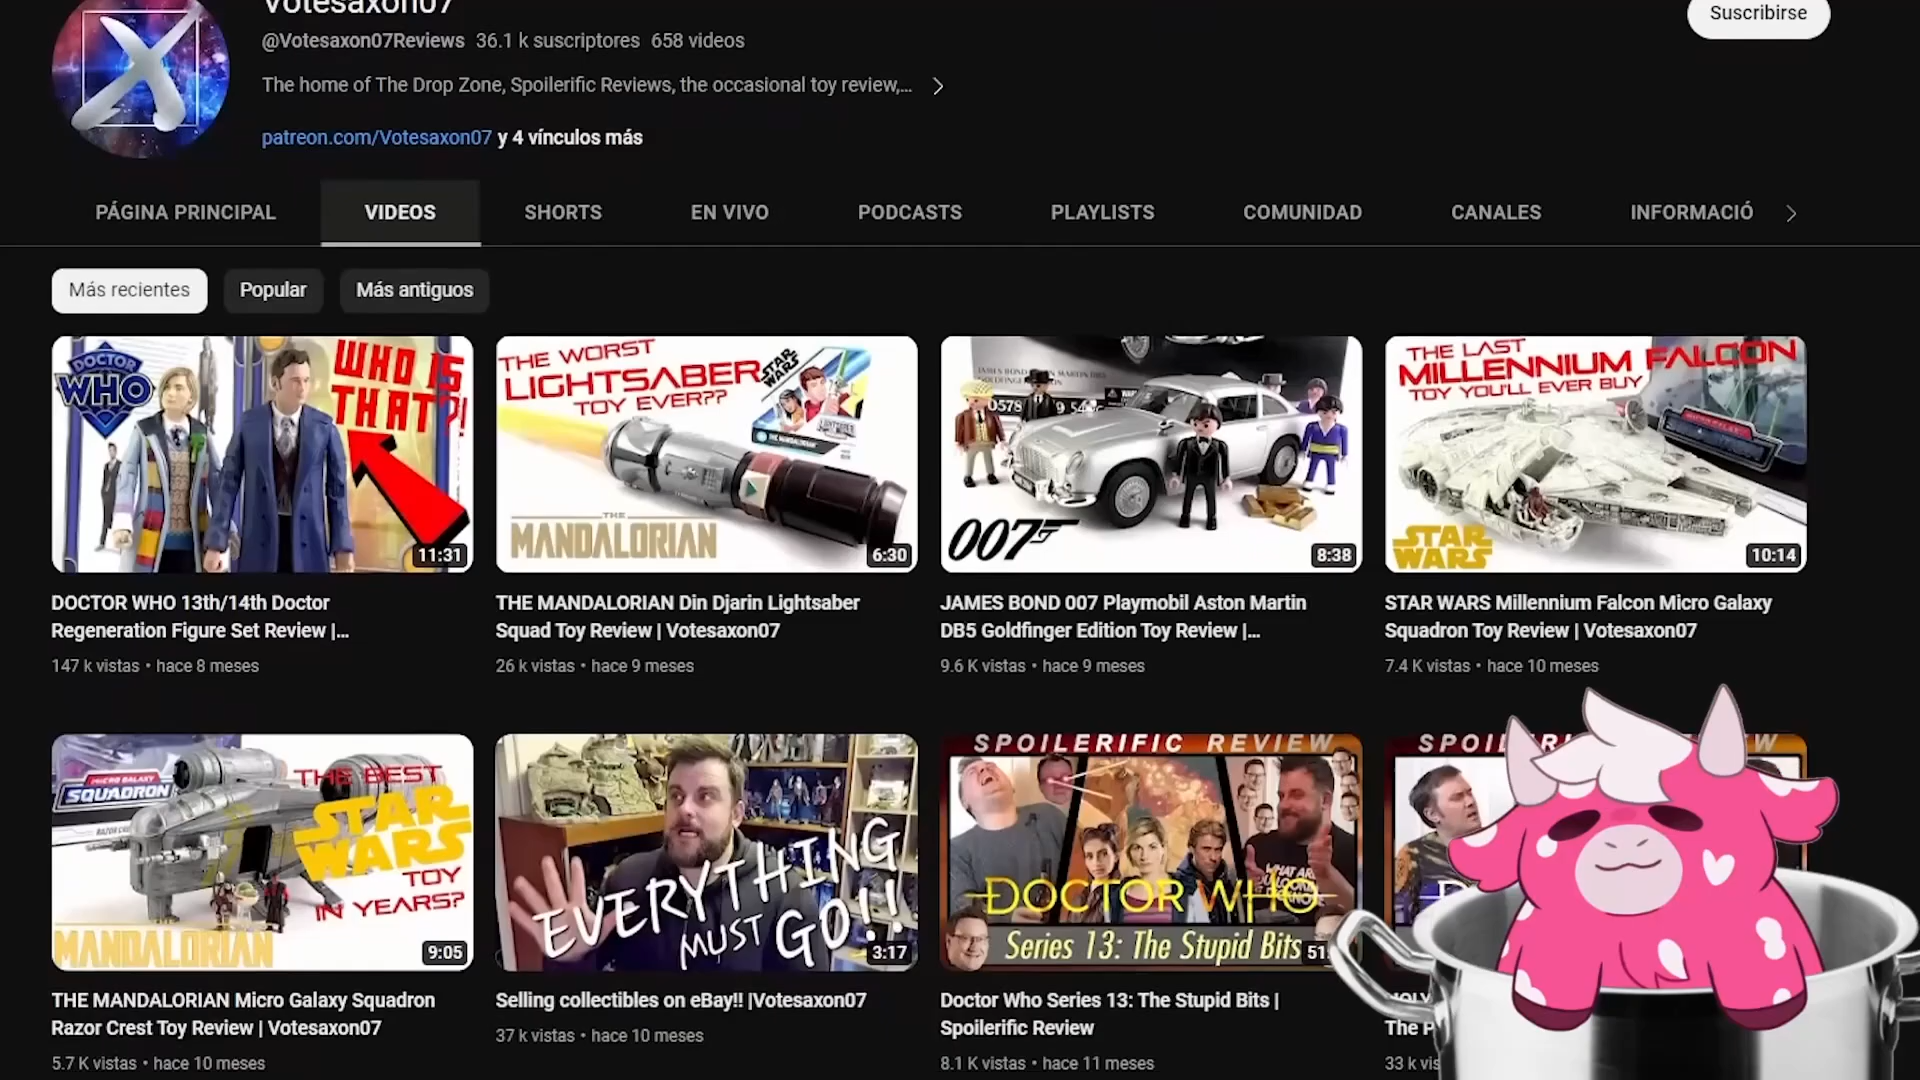 Votesaxon07
@Votesaxon07Reviews 36.1 k suscriptores 658 videos
Suscribirse
The home of The Drop Zone, Spoilerific Reviews, the occasional toy review,...
patreon.com/Votesaxon07 y 4 vínculos más
PÁGINA PRINCIPAL VIDEOS SHORTS EN VIVO PODCASTS PLAYLISTS COMUNIDAD CANALES INFORMACIÓ
Más recientes Popular Más antiguos
DOCTOR
WHO
WHO IS
THAT?!
11:31
THE WORST
LIGHTSABER
TOY EVER??
STAR
WARS
THE
MANDALORIAN
6:30
007
8:38
THE LAST
MILLENNIUM FALCON
TOY YOU'LL EVER BUY
STAR
WARS
10:14
DOCTOR WHO 13th/14th Doctor
Regeneration Figure Set Review |...
147 k vistas • hace 8 meses
THE MANDALORIAN Din Djarin Lightsaber
Squad Toy Review | Votesaxon07
26 k vistas • hace 9 meses
JAMES BOND 007 Playmobil Aston Martin
DB5 Goldfinger Edition Toy Review |...
9.6 K vistas • hace 9 meses
STAR WARS Millennium Falcon Micro Galaxy
Squadron Toy Review | Votesaxon07
7.4 K vistas • hace 10 meses
MICRO GALAXY
SQUADRON
THE BEST
STAR
WARS
TOY
IN YEARS?
MANDALORIAN
9:05
EVERYTHING
MUST GO!!
3:17
SPOILERIFIC REVIEW
DOCTOR WHO
Series 13: The Stupid Bits
51
THE MANDALORIAN Micro Galaxy Squadron
Razor Crest Toy Review | Votesaxon07
5.7 K vistas • hace 10 meses
Selling collectibles on eBay!! |Votesaxon07
37 k vistas • hace 10 meses
Doctor Who Series 13: The Stupid Bits |
Spoilerific Review
8.1 K vistas • hace 11 meses
The P
33 k vis